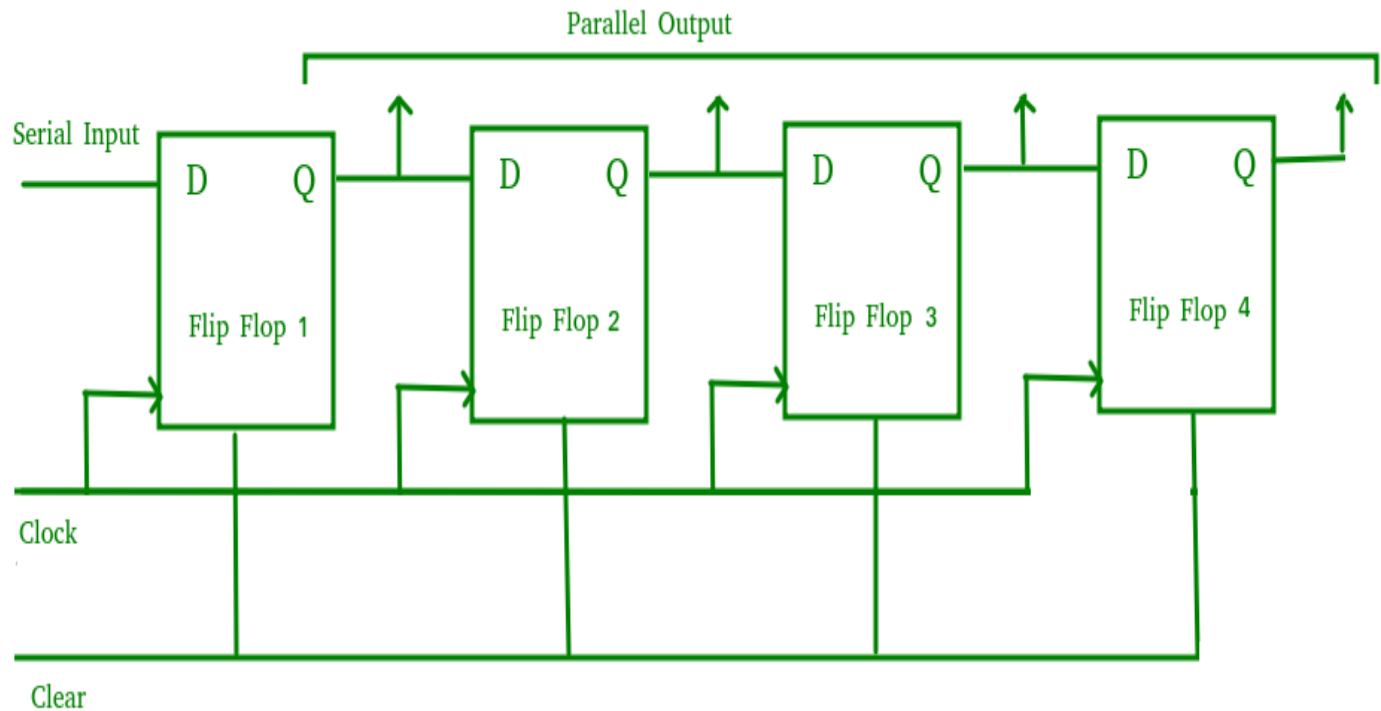 Parallel Output
Serial Input
D Q
D Q
D Q
D Q
Flip Flop 1
Flip Flop 2
Flip Flop 3
Flip Flop 4
Clock
Clear